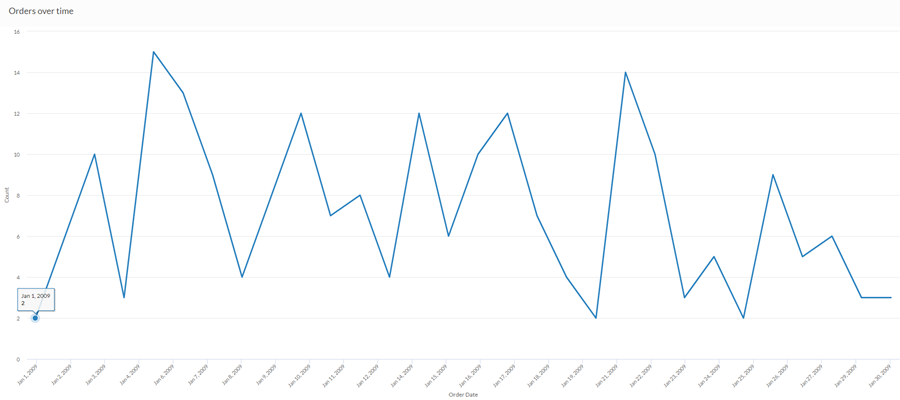 Orders over time
16
14
12
10
8
6
4
2
0
Count
Jan 1, 2009
2
Jan 1, 2009
Jan 2, 2009
Jan 3, 2009
Jan 4, 2009
Jan 6, 2009
Jan 7, 2009
Jan 8, 2009
Jan 9, 2009
Jan 10, 2009
Jan 11, 2009
Jan 12, 2009
Jan 14, 2009
Jan 15, 2009
Jan 16, 2009
Jan 17, 2009
Jan 18, 2009
Jan 19, 2009
Jan 21, 2009
Jan 22, 2009
Jan 23, 2009
Jan 24, 2009
Jan 25, 2009
Jan 26, 2009
Jan 27, 2009
Jan 29, 2009
Jan 30, 2009
Order Date